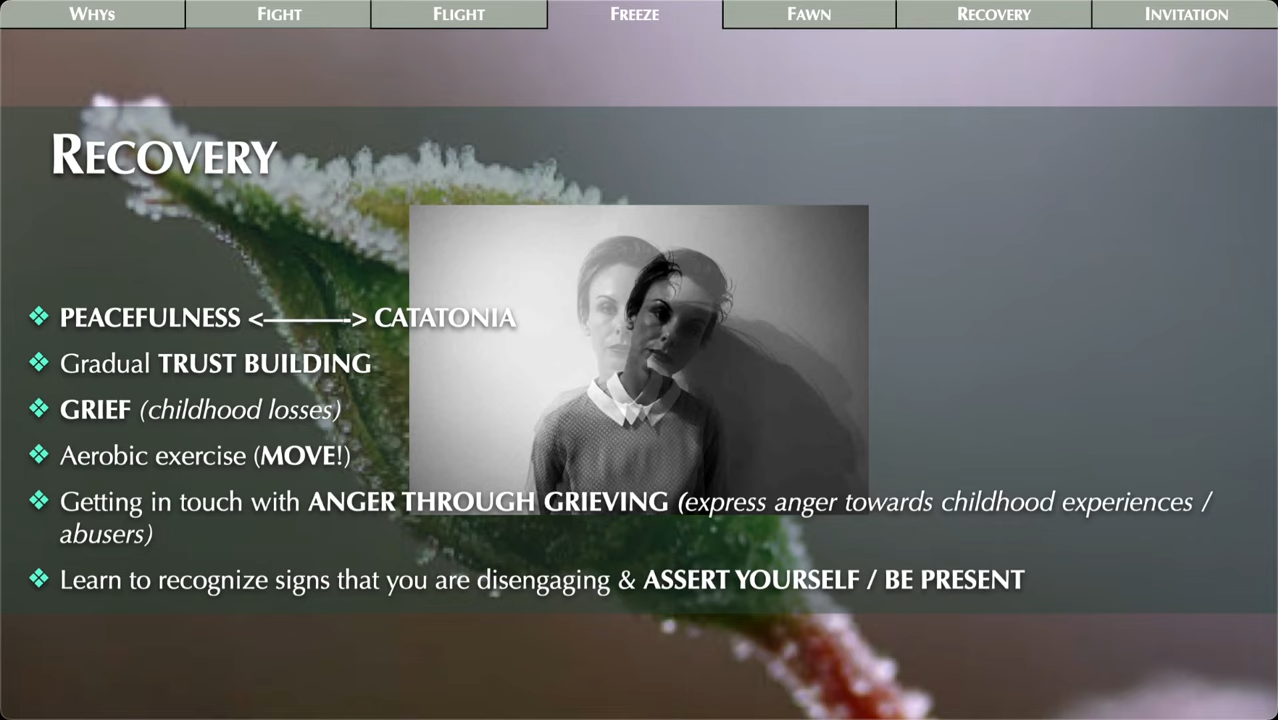 WHYS FIGHT FLIGHT FREEZE FAWN RECOVERY INVITATION
RECOVERY
❖ PEACEFULNESS <————-> CATATONIA
❖ Gradual TRUST BUILDING
❖ GRIEF (childhood losses)
❖ Aerobic exercise (MOVE!)
❖ Getting in touch with ANGER THROUGH GRIEVING (express anger towards childhood experiences /
abusers)
❖ Learn to recognize signs that you are disengaging & ASSERT YOURSELF / BE PRESENT